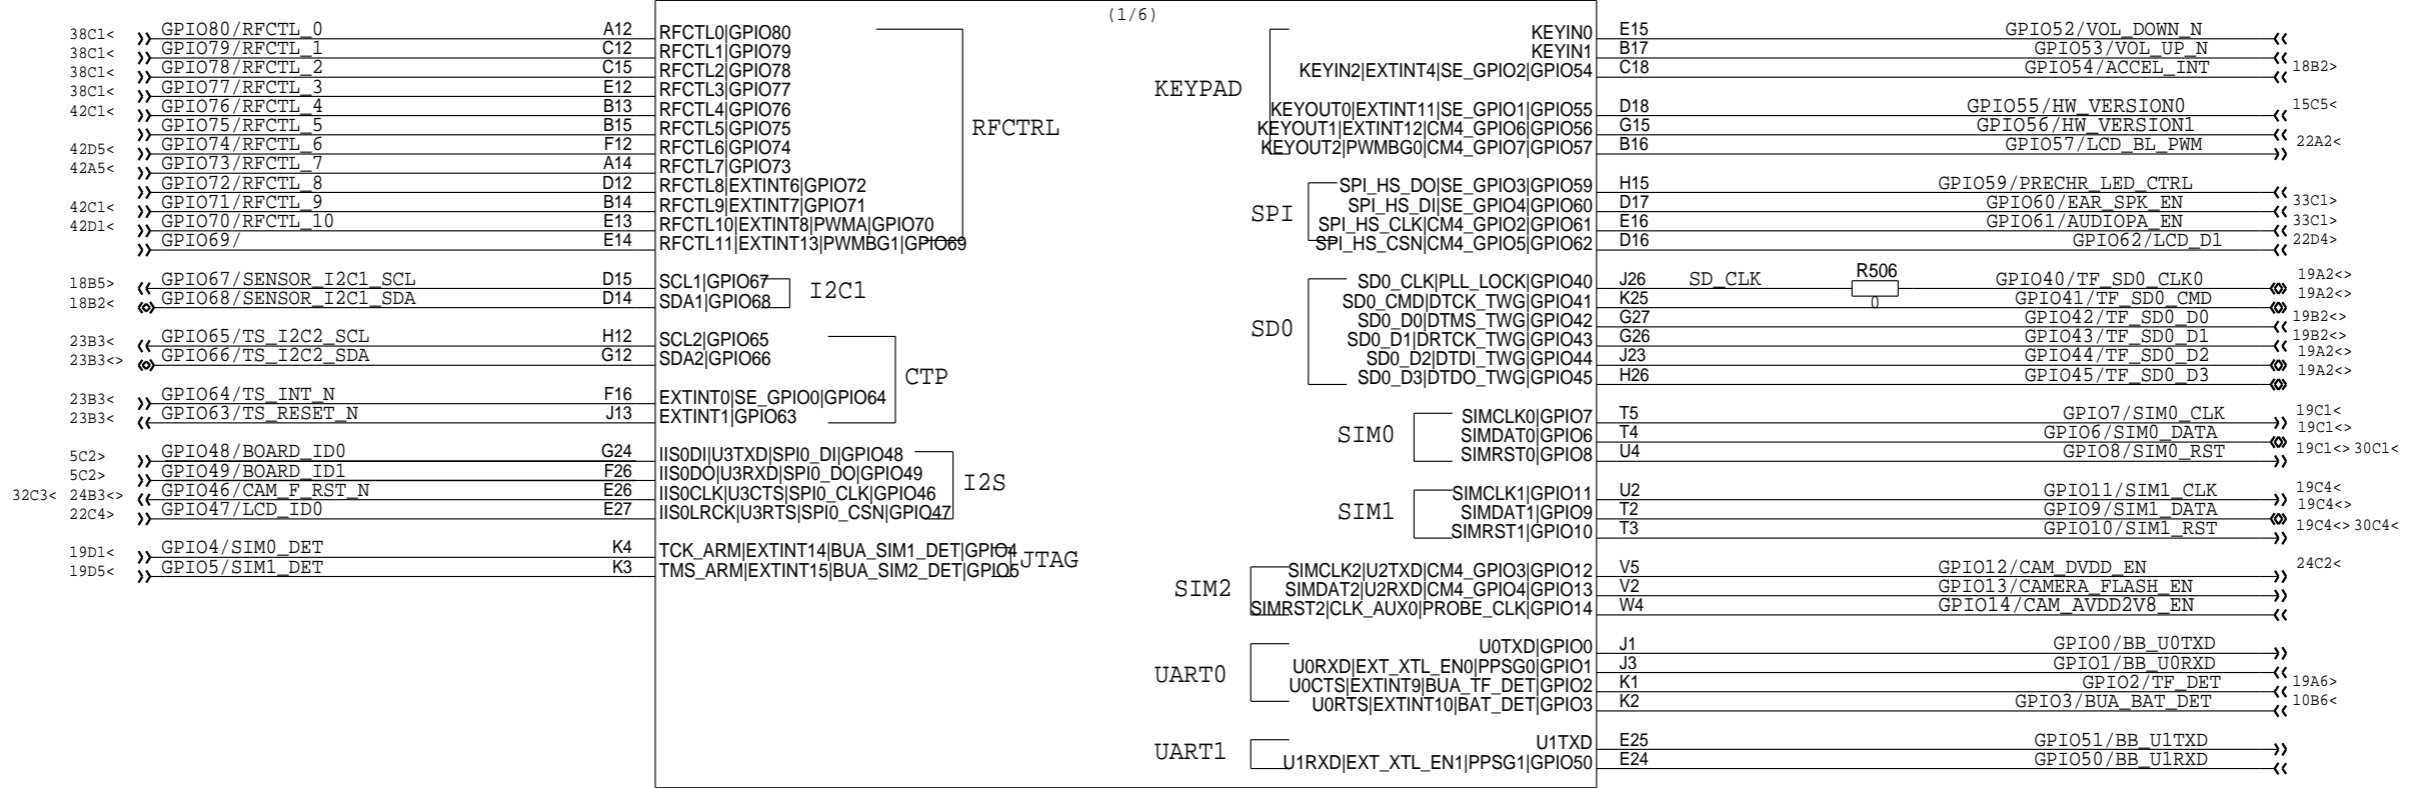 (1/6)
38C1< GPIO80/RFCTL_0 A12 RFCTL0|GPIO80
38C1< GPIO79/RFCTL_1 C12 RFCTL1|GPIO79
38C1< GPIO78/RFCTL_2 C15 RFCTL2|GPIO78
38C1< GPIO77/RFCTL_3 E12 RFCTL3|GPIO77
42C1< GPIO76/RFCTL_4 B13 RFCTL4|GPIO76
GPIO75/RFCTL_5 B15 RFCTL5|GPIO75
RFCTRL
42D5< GPIO74/RFCTL_6 F12 RFCTL6|GPIO74
42A5< GPIO73/RFCTL_7 A14 RFCTL7|GPIO73
GPIO72/RFCTL_8 D12 RFCTL8|EXTINT6|GPIO72
42C1< GPIO71/RFCTL_9 B14 RFCTL9|EXTINT7|GPIO71
42D1< GPIO70/RFCTL_10 E13 RFCTL10|EXTINT8|PWMA|GPIO70
GPIO69/ E14 RFCTL11|EXTINT13|PWMBG1|GPIO69
18B5> GPIO67/SENSOR_I2C1_SCL D15 SCL1|GPIO67
I2C1
18B2< GPIO68/SENSOR_I2C1_SDA D14 SDA1|GPIO68
23B3< GPIO65/TS_I2C2_SCL H12 SCL2|GPIO65
23B3<> GPIO66/TS_I2C2_SDA G12 SDA2|GPIO66
CTP
23B3< GPIO64/TS_INT_N F16 EXTINT0|SE_GPIO0|GPIO64
23B3< GPIO63/TS_RESET_N J13 EXTINT1|GPIO63
5C2> GPIO48/BOARD_ID0 G24 IIS0DI|U3TXD|SPI0_DI|GPIO48
5C2> GPIO49/BOARD_ID1 F26 IIS0DO|U3RXD|SPI0_DO|GPIO49
I2S
32C3< 24B3<> GPIO46/CAM_F_RST_N E26 IIS0CLK|U3CTS|SPI0_CLK|GPIO46
22C4> GPIO47/LCD_ID0 E27 IIS0LRCK|U3RTS|SPI0_CSN|GPIO47
19D1< GPIO4/SIM0_DET K4 TCK_ARM|EXTINT14|BUA_SIM1_DET|GPIO4
JTAG
19D5< GPIO5/SIM1_DET K3 TMS_ARM|EXTINT15|BUA_SIM2_DET|GPIO5
KEYIN0 E15 GPIO52/VOL_DOWN_N
KEYIN1 B17 GPIO53/VOL_UP_N
KEYIN2|EXTINT4|SE_GPIO2|GPIO54 C18 GPIO54/ACCEL_INT 18B2>
KEYPAD
KEYOUT0|EXTINT11|SE_GPIO1|GPIO55 D18 GPIO55/HW_VERSION0 15C5<
KEYOUT1|EXTINT12|CM4_GPIO6|GPIO56 G15 GPIO56/HW_VERSION1
KEYOUT2|PWMBG0|CM4_GPIO7|GPIO57 B16 GPIO57/LCD_BL_PWM 22A2<
SPI_HS_DO|SE_GPIO3|GPIO59 H15 GPIO59/PRECHR_LED_CTRL
SPI_HS_DI|SE_GPIO4|GPIO60 D17 GPIO60/EAR_SPK_EN 33C1>
SPI
SPI_HS_CLK|CM4_GPIO2|GPIO61 E16 GPIO61/AUDIOPA_EN 33C1>
SPI_HS_CSN|CM4_GPIO5|GPIO62 D16 GPIO62/LCD_D1 22D4>
SD0_CLK|PLL_LOCK|GPIO40 J26 SD_CLK R506 0 GPIO40/TF_SD0_CLK0 19A2<>
SD0_CMD|DTCK_TWG|GPIO41 K25 GPIO41/TF_SD0_CMD 19A2<>
SD0_D0|DTMS_TWG|GPIO42 G27 GPIO42/TF_SD0_D0 19B2<>
SD0
SD0_D1|DRTCK_TWG|GPIO43 G26 GPIO43/TF_SD0_D1 19B2<>
SD0_D2|DTDI_TWG|GPIO44 J23 GPIO44/TF_SD0_D2 19A2<>
SD0_D3|DTDO_TWG|GPIO45 H26 GPIO45/TF_SD0_D3 19A2<>
SIMCLK0|GPIO7 T5 GPIO7/SIM0_CLK 19C1<
SIM0
SIMDAT0|GPIO6 T4 GPIO6/SIM0_DATA 19C1<>
SIMRST0|GPIO8 U4 GPIO8/SIM0_RST 19C1<> 30C1<
SIMCLK1|GPIO11 U2 GPIO11/SIM1_CLK 19C4<
SIM1
SIMDAT1|GPIO9 T2 GPIO9/SIM1_DATA 19C4<>
SIMRST1|GPIO10 T3 GPIO10/SIM1_RST 19C4<> 30C4<
SIMCLK2|U2TXD|CM4_GPIO3|GPIO12 V5 GPIO12/CAM_DVDD_EN 24C2<
SIM2
SIMDAT2|U2RXD|CM4_GPIO4|GPIO13 V2 GPIO13/CAMERA_FLASH_EN
SIMRST2|CLK_AUX0|PROBE_CLK|GPIO14 W4 GPIO14/CAM_AVDD2V8_EN
U0TXD|GPIO0 J1 GPIO0/BB_U0TXD
U0RXD|EXT_XTL_EN0|PPSG0|GPIO1 J3 GPIO1/BB_U0RXD
UART0
U0CTS|EXTINT9|BUA_TF_DET|GPIO2 K1 GPIO2/TF_DET 19A6>
U0RTS|EXTINT10|BAT_DET|GPIO3 K2 GPIO3/BUA_BAT_DET 10B6<
U1TXD E25 GPIO51/BB_U1TXD
UART1
U1RXD|EXT_XTL_EN1|PPSG1|GPIO50 E24 GPIO50/BB_U1RXD